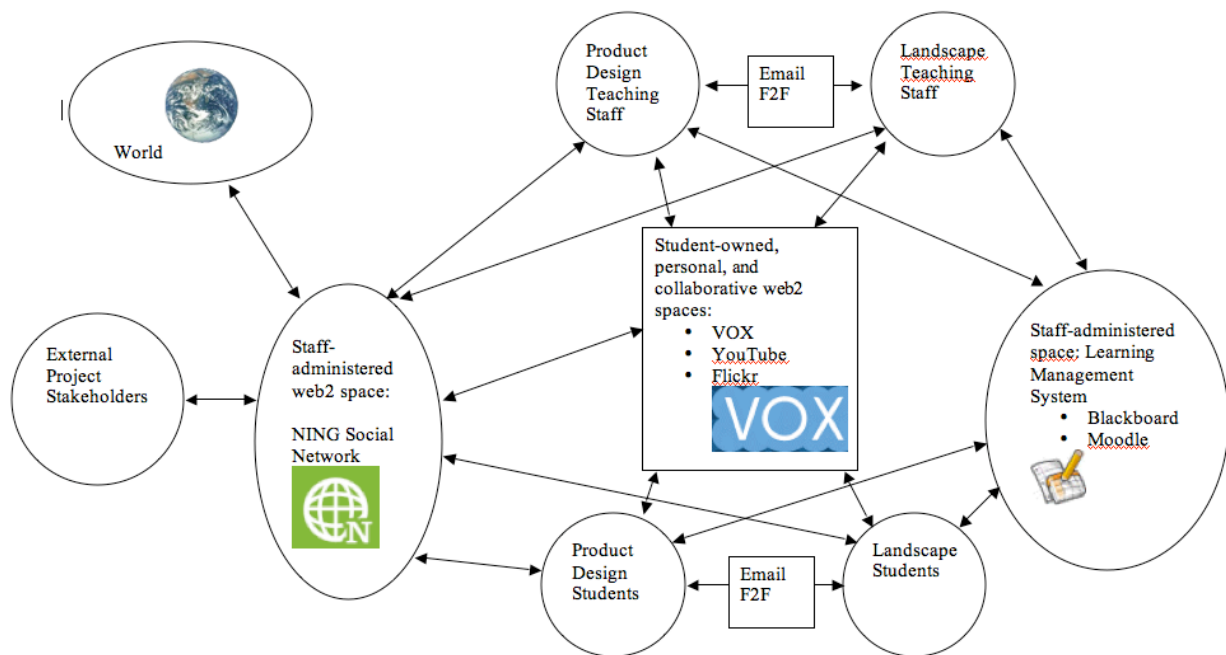 Product
Design
Teaching
Staff
Email
F2F
Landscape
Teaching
Staff
World
Student-owned,
personal, and
collaborative web2
spaces:
• VOX
• YouTube
• Flickr
VOX
External
Project
Stakeholders
Staff-
administered
web2 space:
NING Social
Network
N
Staff-administered
space: Learning
Management
System
• Blackboard
• Moodle
Product
Design
Students
Email
F2F
Landscape
Students